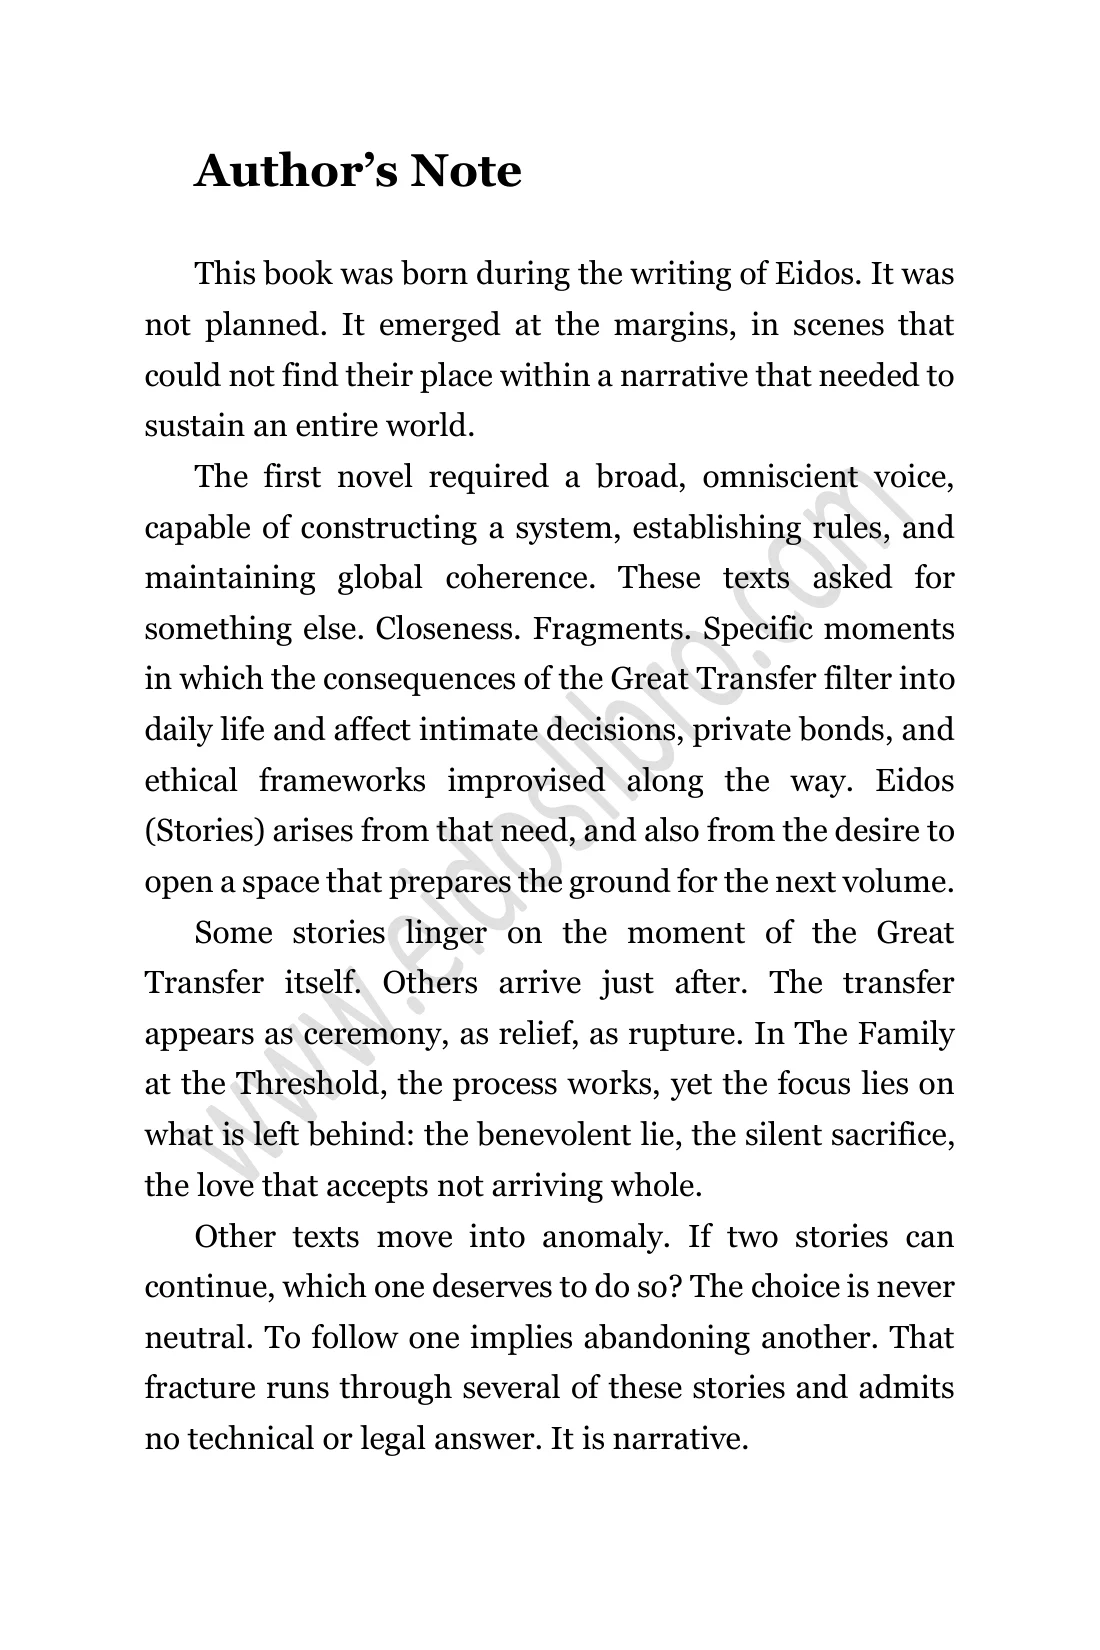 Author’s Note
This book was born during the writing of Eidos. It was
not planned. It emerged at the margins, in scenes that
could not find their place within a narrative that needed to
sustain an entire world.
The first novel required a broad, omniscient voice,
capable of constructing a system, establishing rules, and
maintaining global coherence. These texts asked for
something else. Closeness. Fragments. Specific moments
in which the consequences of the Great Transfer filter into
daily life and affect intimate decisions, private bonds, and
ethical frameworks improvised along the way. Eidos
(Stories) arises from that need, and also from the desire to
open a space that prepares the ground for the next volume.
Some stories linger on the moment of the Great
Transfer itself. Others arrive just after. The transfer
appears as ceremony, as relief, as rupture. In The Family
at the Threshold, the process works, yet the focus lies on
what is left behind: the benevolent lie, the silent sacrifice,
the love that accepts not arriving whole.
Other texts move into anomaly. If two stories can
continue, which one deserves to do so? The choice is never
neutral. To follow one implies abandoning another. That
fracture runs through several of these stories and admits
no technical or legal answer. It is narrative.
www.eidoslibro.com